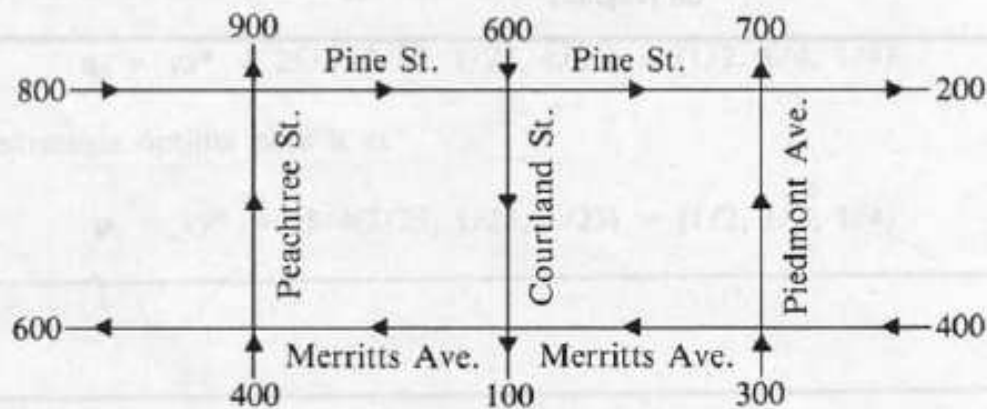 900 600 700
Pine St. Pine St.
800 200
Peachtree St.
Courtland St.
Piedmont Ave.
600 400
Merritts Ave. Merritts Ave.
400 100 300